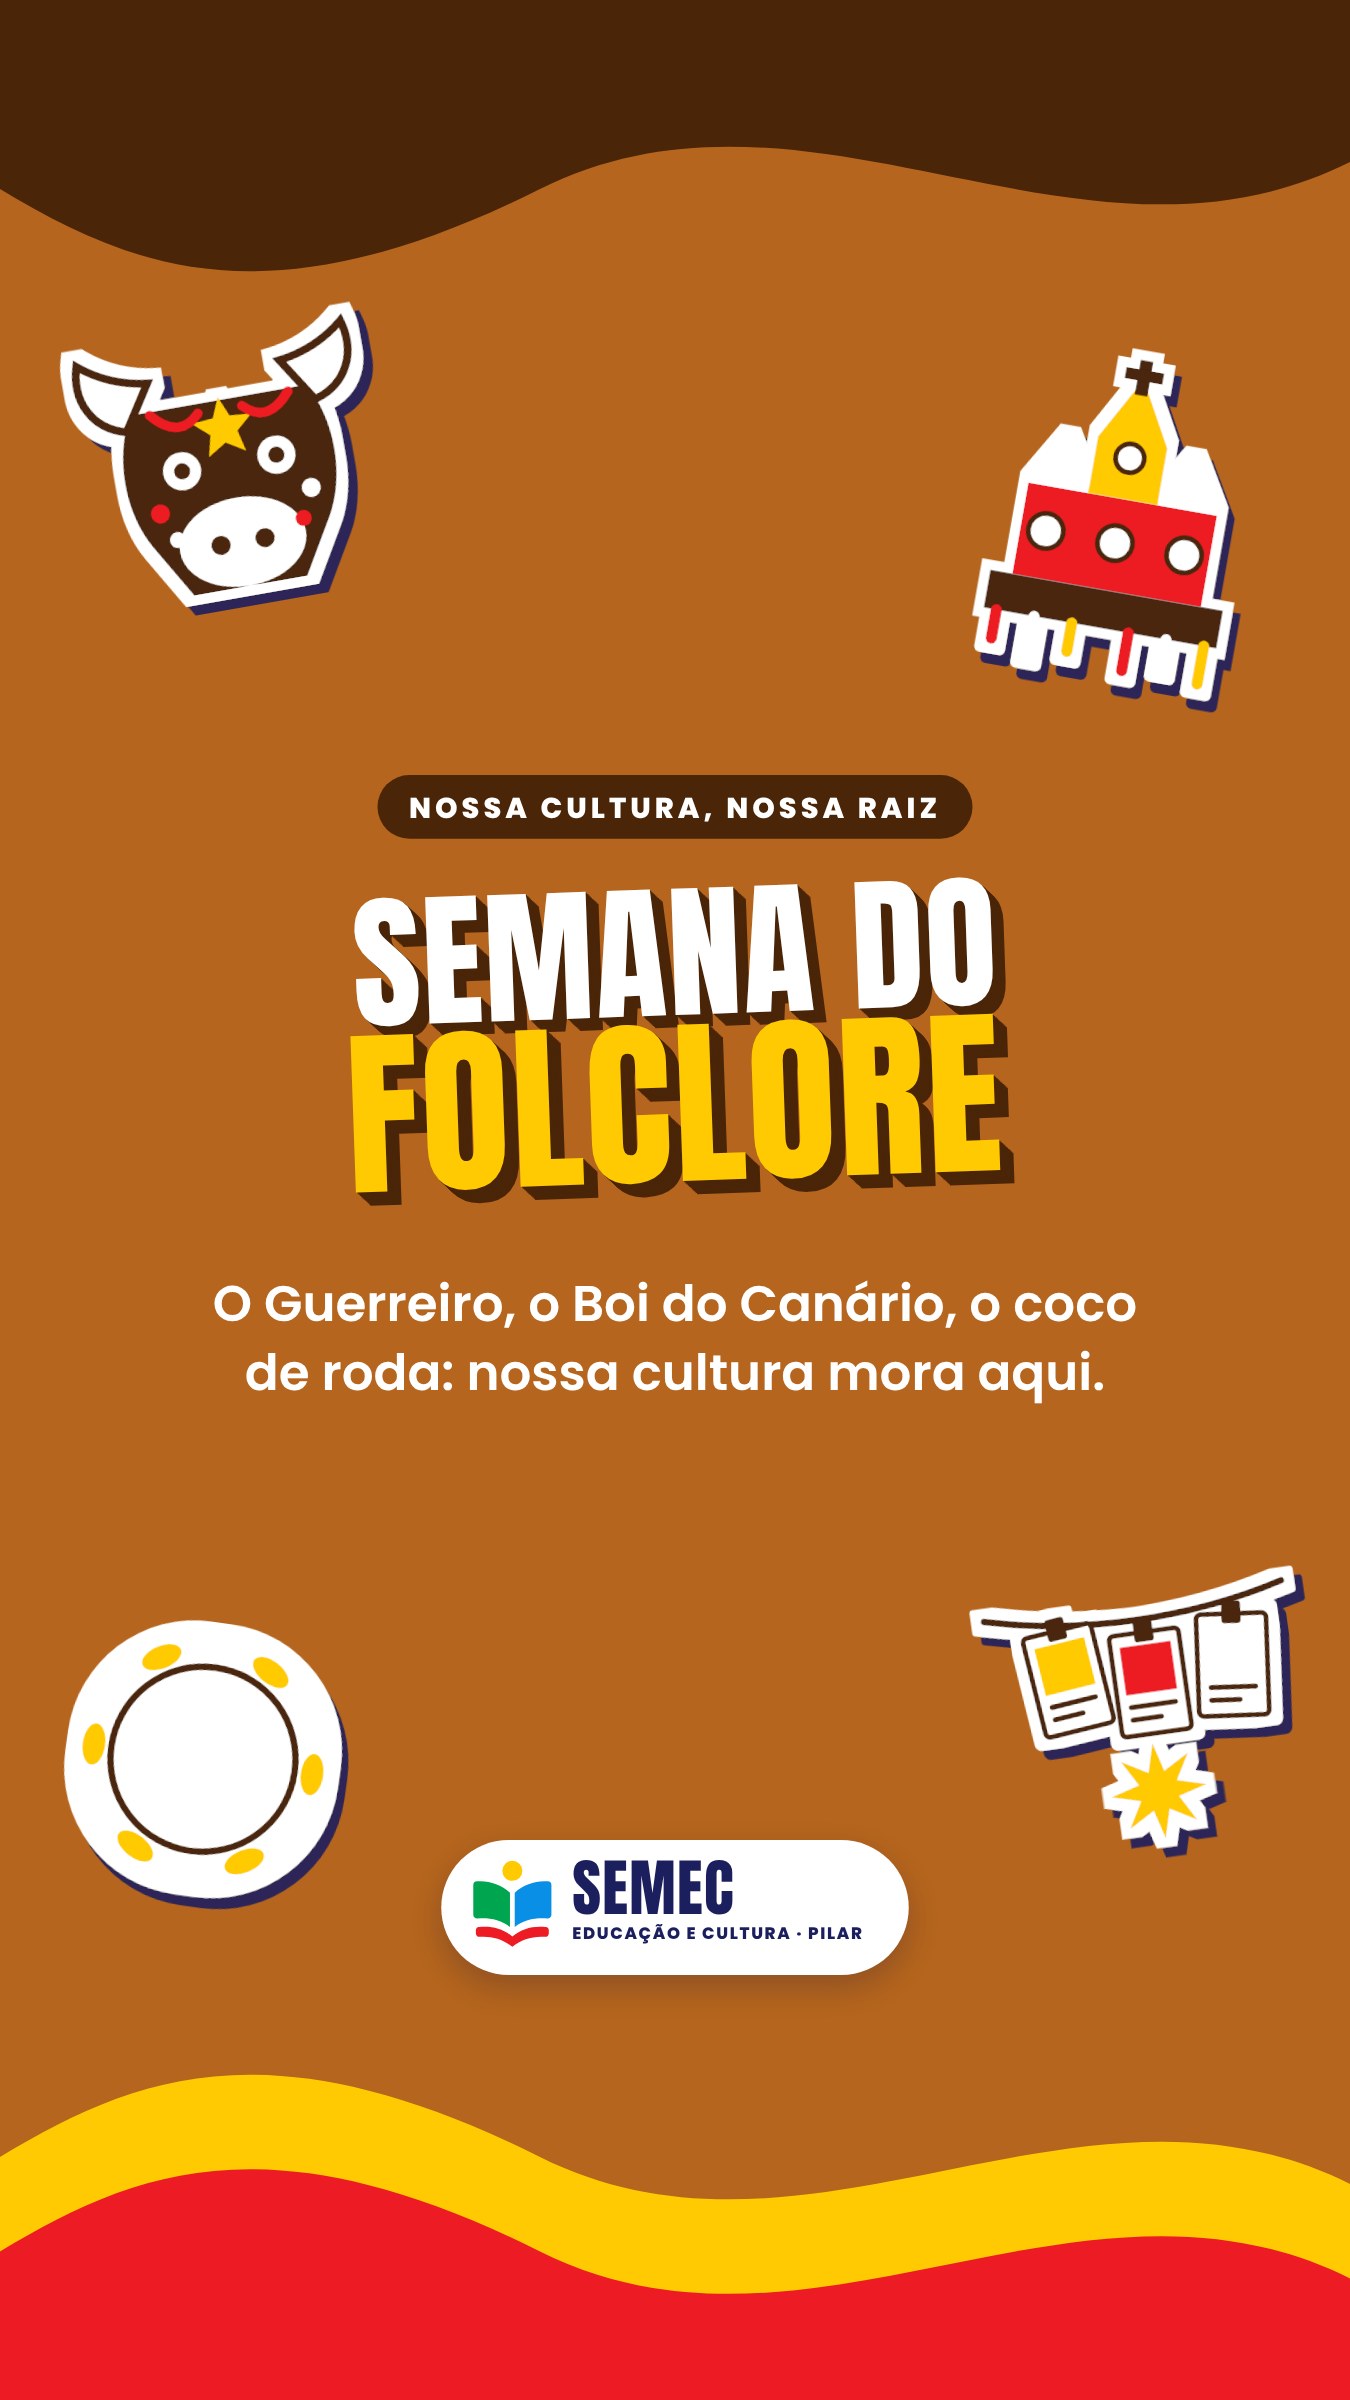 NOSSA CULTURA, NOSSA RAIZ
SEMANA DO
FOLCLORE
O Guerreiro, o Boi do Canário, o coco
de roda: nossa cultura mora aqui.
SEMEC
EDUCAÇÃO E CULTURA · PILAR